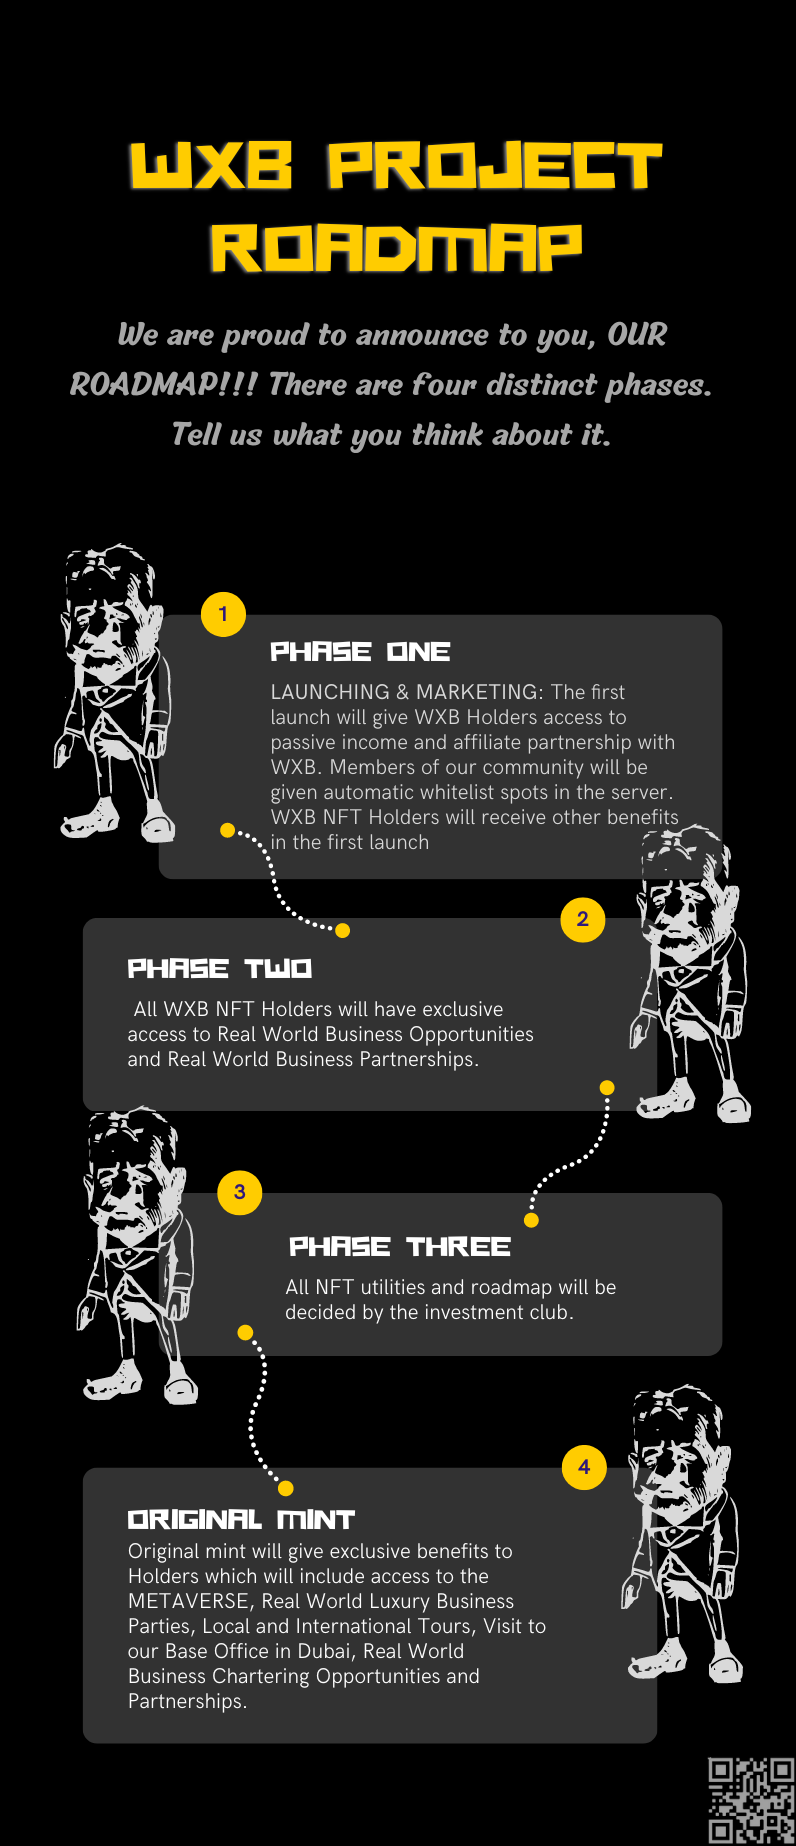 WXB PROJECT
ROADMAP
We are proud to announce to you, OUR
ROADMAP!!! There are four distinct phases.
Tell us what you think about it.
1
PHASE ONE
LAUNCHING & MARKETING: The first
launch will give WXB Holders access to
passive income and affiliate partnership with
WXB. Members of our community will be
given automatic whitelist spots in the server.
WXB NFT Holders will receive other benefits
in the first launch
2
PHASE TWO
All WXB NFT Holders will have exclusive
access to Real World Business Opportunities
and Real World Business Partnerships.
3
PHASE THREE
All NFT utilities and roadmap will be
decided by the investment club.
4
ORIGINAL MINT
Original mint will give exclusive benefits to
Holders which will include access to the
METAVERSE, Real World Luxury Business
Parties, Local and International Tours, Visit to
our Base Office in Dubai, Real World
Business Chartering Opportunities and
Partnerships.